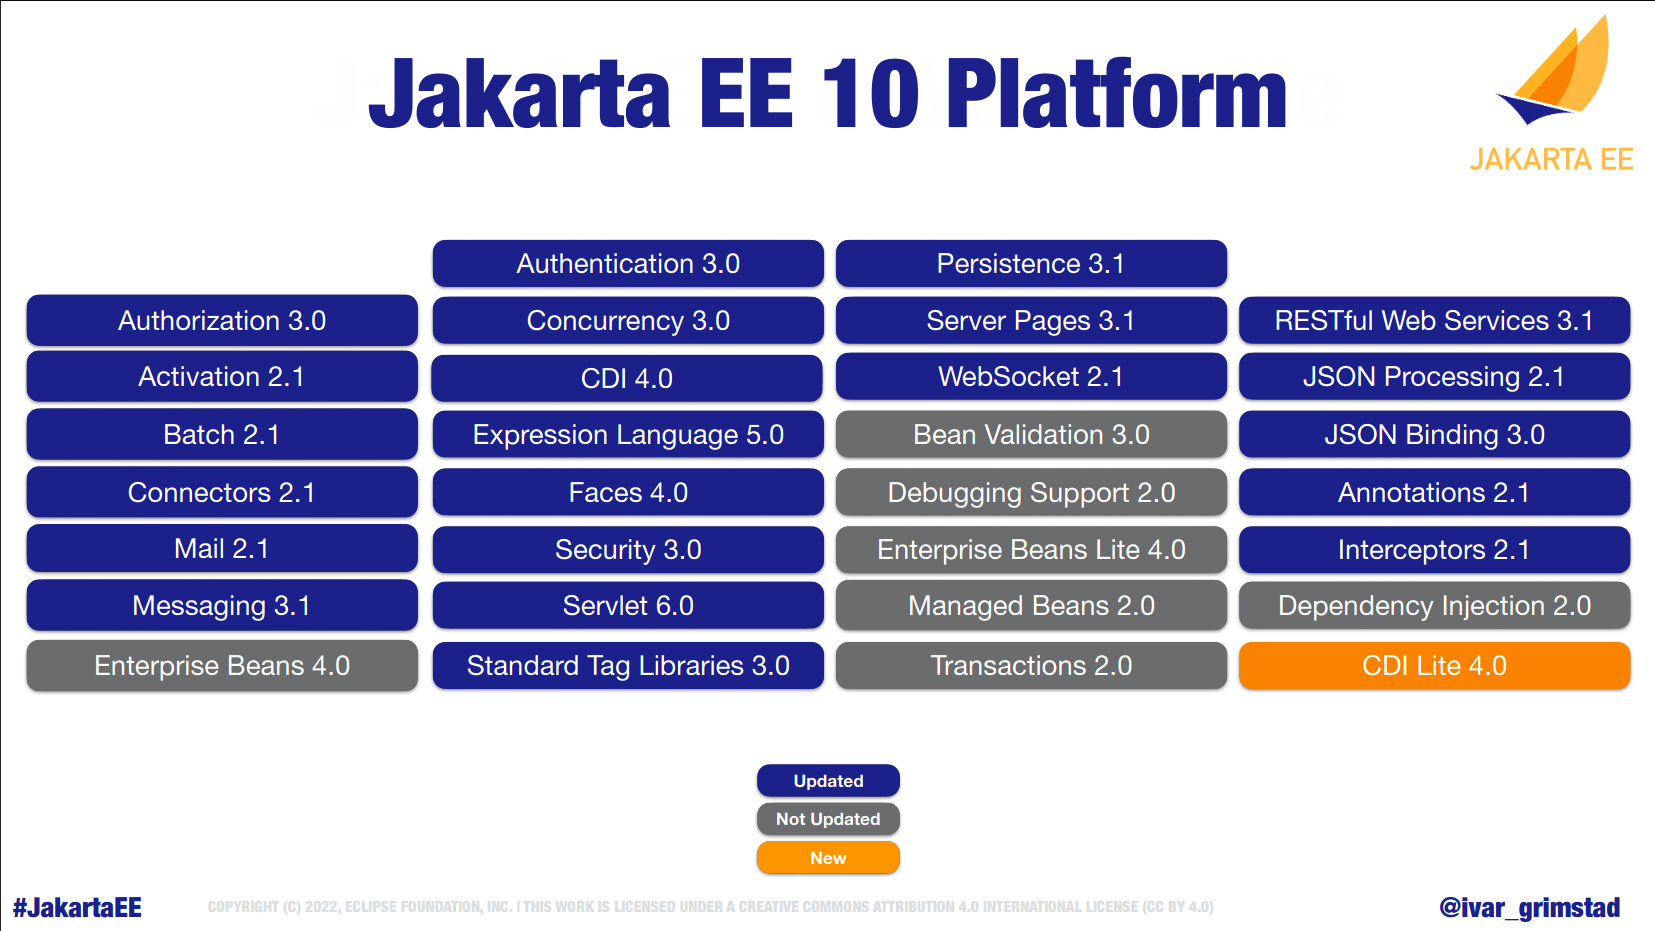 Jakarta EE 10 Platform
JAKARTA EE
Authentication 3.0
Persistence 3.1
Authorization 3.0
Concurrency 3.0
Server Pages 3.1
RESTful Web Services 3.1
Activation 2.1
CDI 4.0
WebSocket 2.1
JSON Processing 2.1
Batch 2.1
Expression Language 5.0
Bean Validation 3.0
JSON Binding 3.0
Connectors 2.1
Faces 4.0
Debugging Support 2.0
Annotations 2.1
Mail 2.1
Security 3.0
Enterprise Beans Lite 4.0
Interceptors 2.1
Messaging 3.1
Servlet 6.0
Managed Beans 2.0
Dependency Injection 2.0
Enterprise Beans 4.0
Standard Tag Libraries 3.0
Transactions 2.0
CDI Lite 4.0
Updated
Not Updated
New
#JakartaEE
COPYRIGHT (C) 2022, ECLIPSE FOUNDATION, INC. | THIS WORK IS LICENSED UNDER A CREATIVE COMMONS ATTRIBUTION 4.0 INTERNATIONAL LICENSE (CC BY 4.0)
@ivar_grimstad